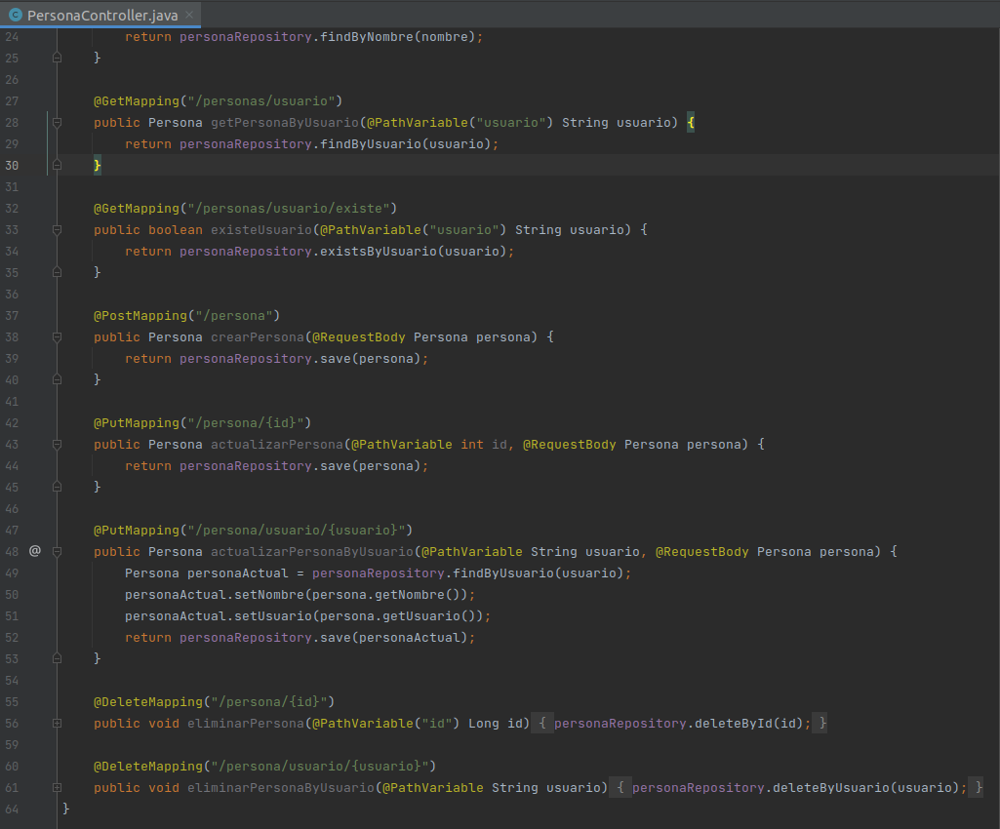 PersonaController.java
24 return personaRepository.findByNombre(nombre);
25 }
26
27 @GetMapping("/personas/usuario")
28 public Persona getPersonaByUsuario(@PathVariable("usuario") String usuario) {
29 return personaRepository.findByUsuario(usuario);
30 }
31
32 @GetMapping("/personas/usuario/existe")
33 public boolean existeUsuario(@PathVariable("usuario") String usuario) {
34 return personaRepository.existsByUsuario(usuario);
35 }
36
37 @PostMapping("/persona")
38 public Persona crearPersona(@RequestBody Persona persona) {
39 return personaRepository.save(persona);
40 }
41
42 @PutMapping("/persona/{id}")
43 public Persona actualizarPersona(@PathVariable int id, @RequestBody Persona persona) {
44 return personaRepository.save(persona);
45 }
46
47 @PutMapping("/persona/usuario/{usuario}")
48 @ public Persona actualizarPersonaByUsuario(@PathVariable String usuario, @RequestBody Persona persona) {
49 Persona personaActual = personaRepository.findByUsuario(usuario);
50 personaActual.setNombre(persona.getNombre());
51 personaActual.setUsuario(persona.getUsuario());
52 return personaRepository.save(personaActual);
53 }
54
55 @DeleteMapping("/persona/{id}")
56 public void eliminarPersona(@PathVariable("id") Long id) { personaRepository.deleteById(id); }
59
60 @DeleteMapping("/persona/usuario/{usuario}")
61 public void eliminarPersonaByUsuario(@PathVariable String usuario) { personaRepository.deleteByUsuario(usuario); }
64 }